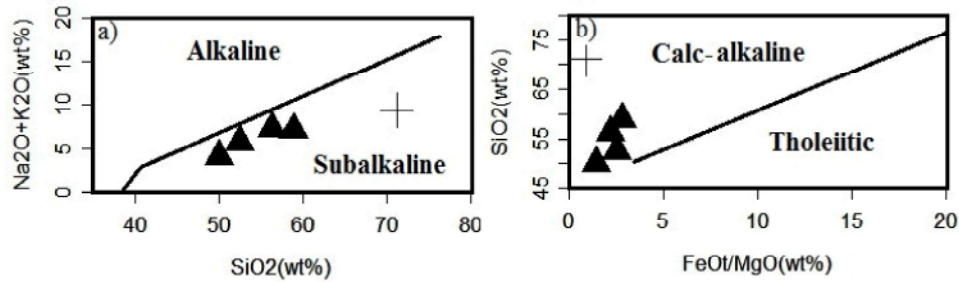 a)
Alkaline
Subalkaline
Na2O+K2O(wt%)
0 5 10 15 20
40 50 60 70 80
SiO2(wt%)
b)
Calc-alkaline
Tholeiitic
SiO2(wt%)
45 55 65 75
0 5 10 15 20
FeOt/MgO(wt%)